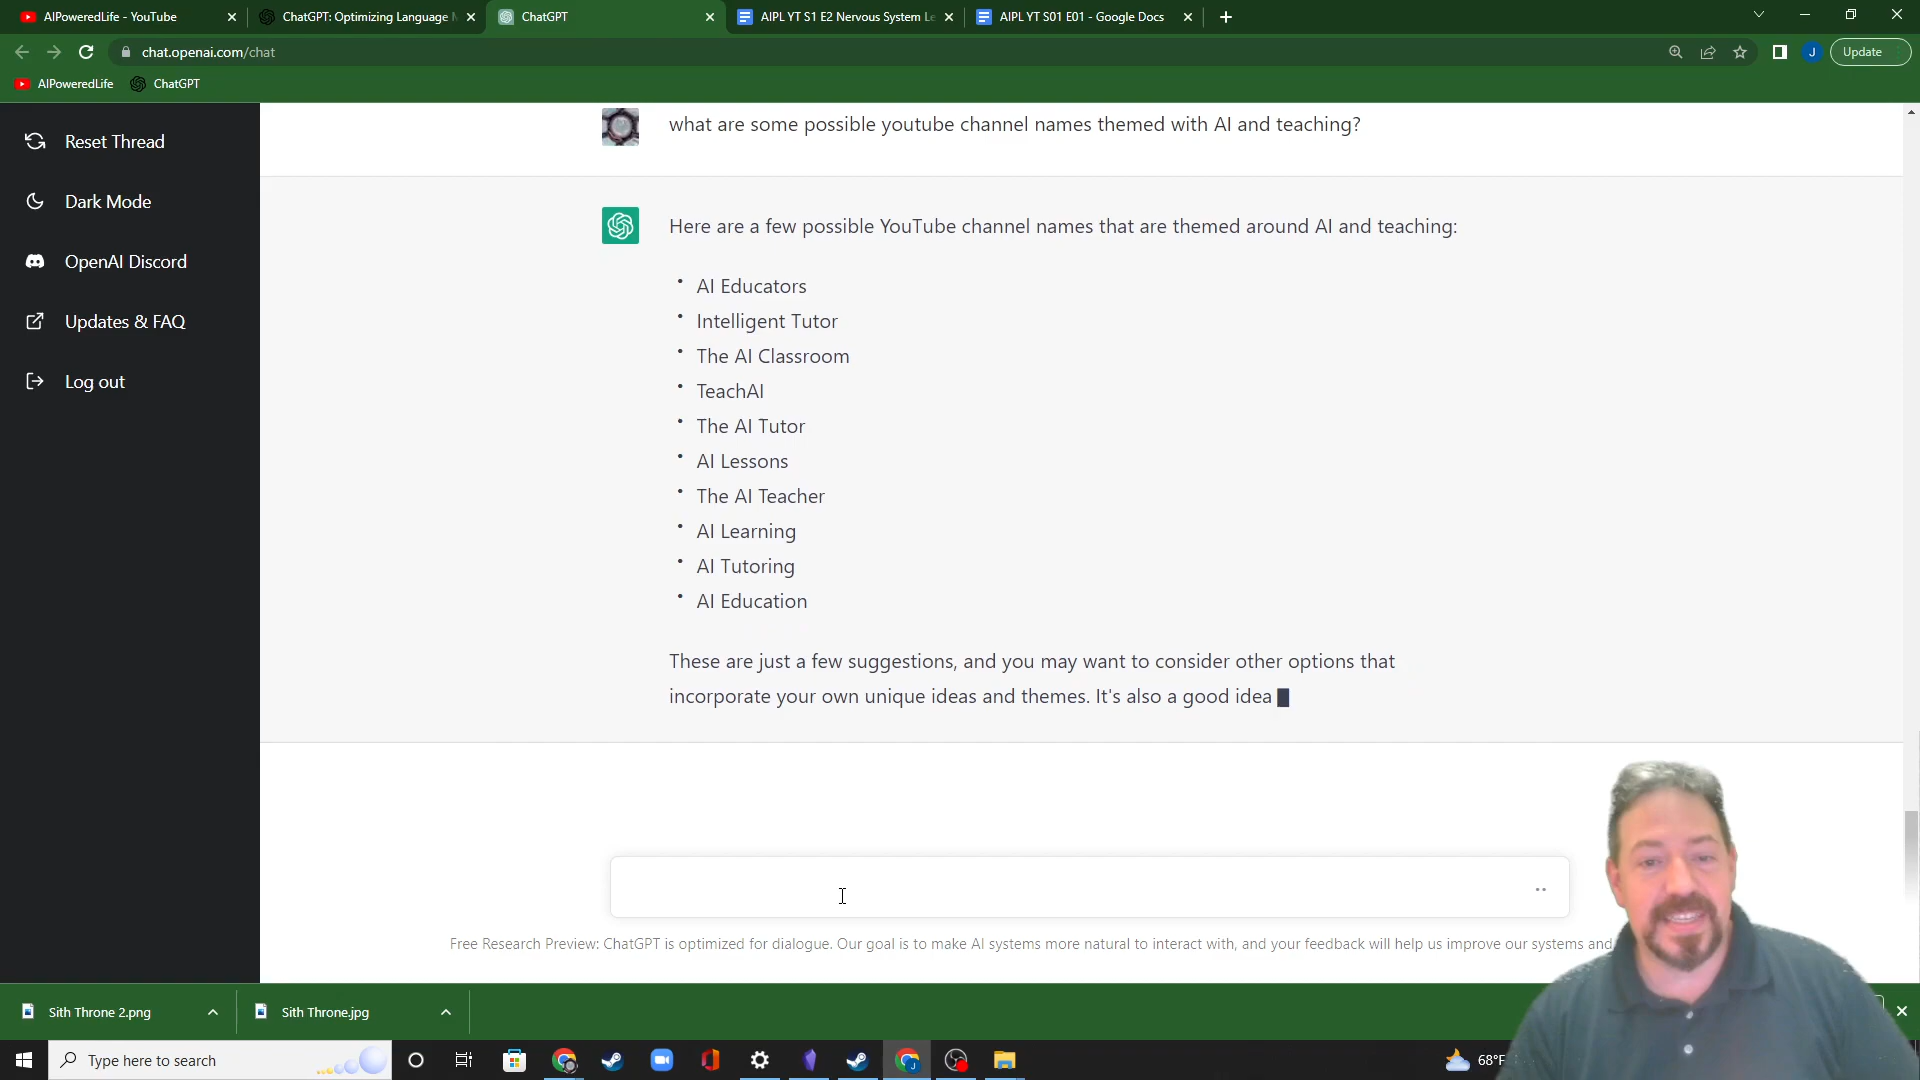 AIPoweredLife - YouTube
ChatGPT: Optimizing Language
ChatGPT
AIPL YT S1 E2 Nervous System Le
AIPL YT S01 E01 - Google Docs
chat.openai.com/chat
J
Update
AIPoweredLife
ChatGPT
Reset Thread
Dark Mode
OpenAI Discord
Updates & FAQ
Log out
what are some possible youtube channel names themed with AI and teaching?
Here are a few possible YouTube channel names that are themed around AI and teaching:
• AI Educators
• Intelligent Tutor
• The AI Classroom
• TeachAI
• The AI Tutor
• AI Lessons
• The AI Teacher
• AI Learning
• AI Tutoring
• AI Education
These are just a few suggestions, and you may want to consider other options that
incorporate your own unique ideas and themes. It's also a good idea
Free Research Preview: ChatGPT is optimized for dialogue. Our goal is to make AI systems more natural to interact with, and your feedback will help us improve our systems and
Sith Throne 2.png
Sith Throne.jpg
Type here to search
68°F